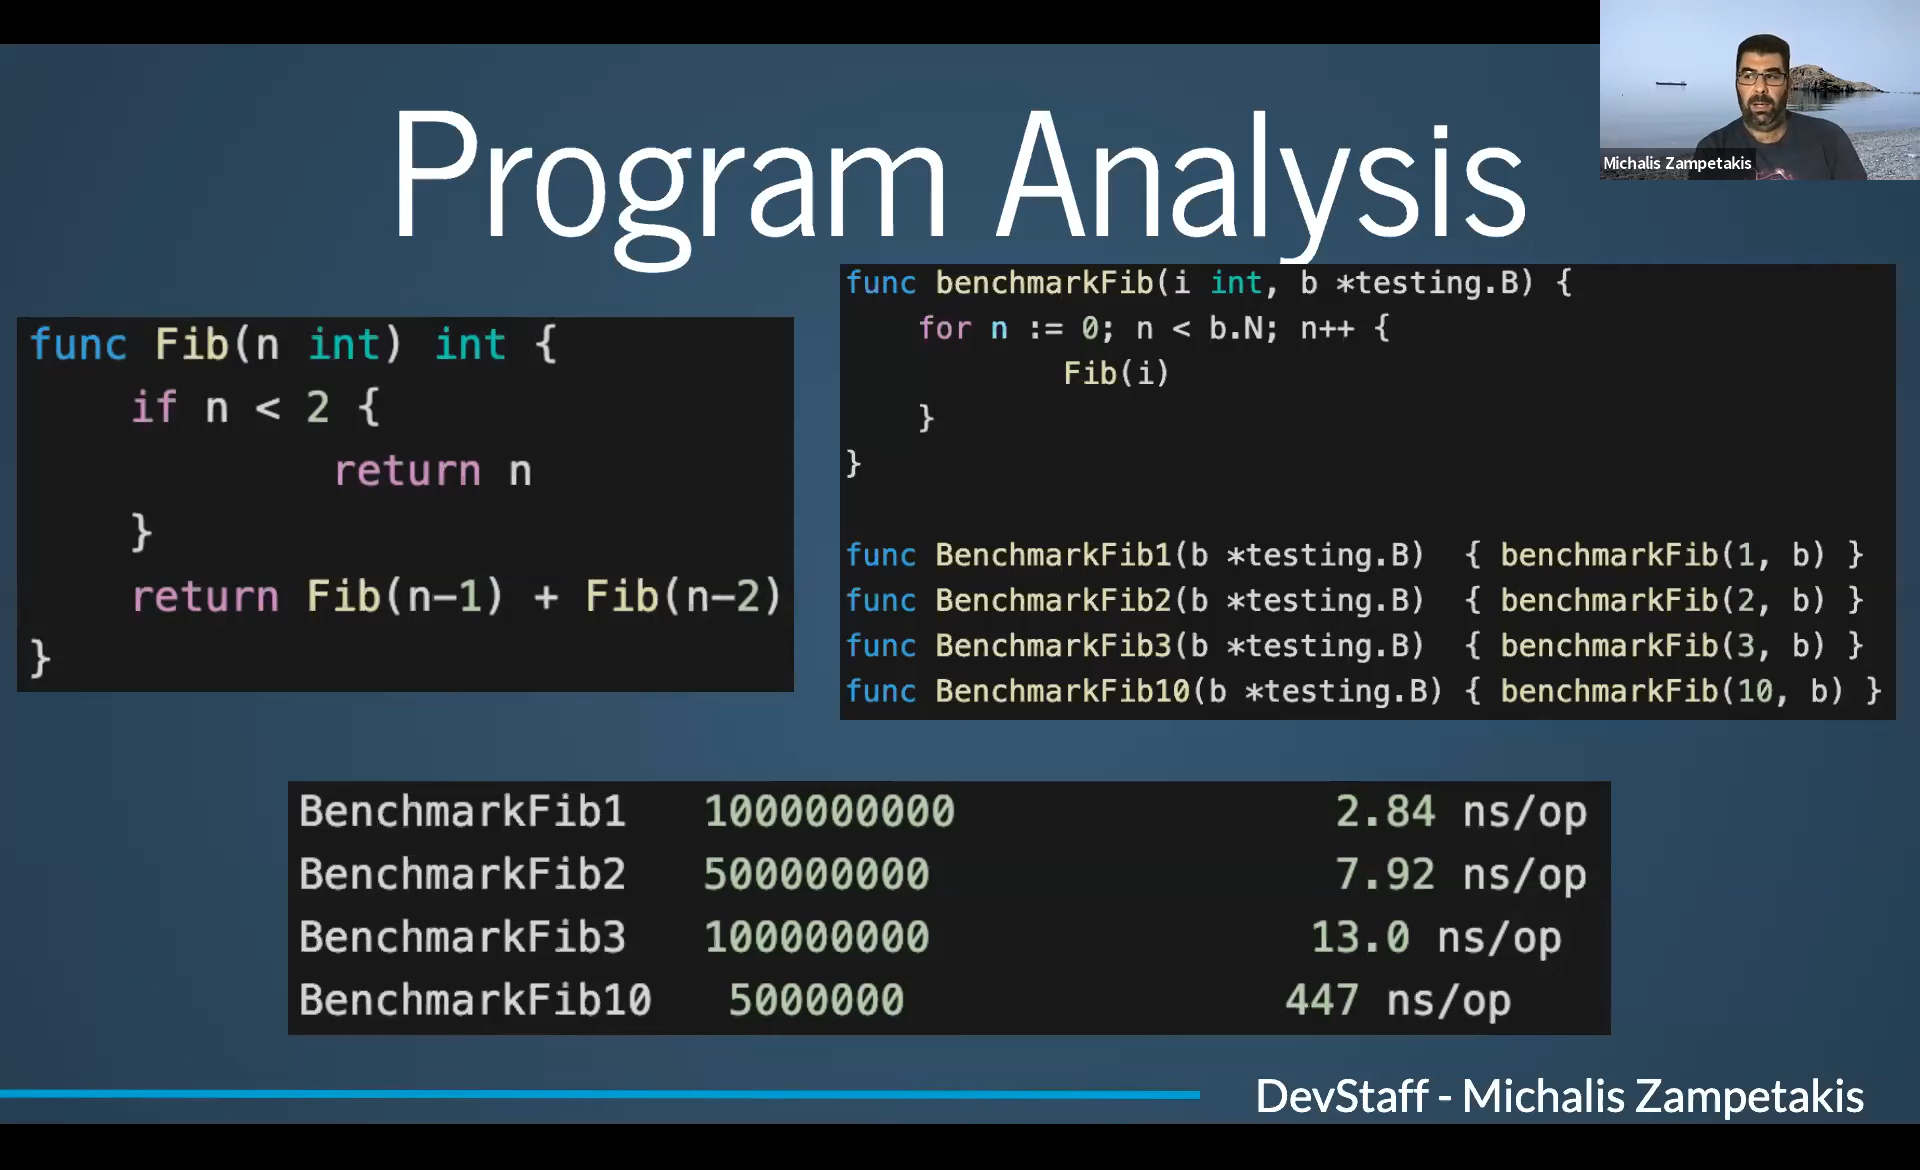 Program Analysis
Michalis Zampetakis
func Fib(n int) int {
if n < 2 {
return n
}
return Fib(n-1) + Fib(n-2)
}
func benchmarkFib(i int, b *testing.B) {
for n := 0; n < b.N; n++ {
Fib(i)
}
}
func BenchmarkFib1(b *testing.B) { benchmarkFib(1, b) }
func BenchmarkFib2(b *testing.B) { benchmarkFib(2, b) }
func BenchmarkFib3(b *testing.B) { benchmarkFib(3, b) }
func BenchmarkFib10(b *testing.B) { benchmarkFib(10, b) }
BenchmarkFib1 1000000000 2.84 ns/op
BenchmarkFib2 500000000 7.92 ns/op
BenchmarkFib3 100000000 13.0 ns/op
BenchmarkFib10 5000000 447 ns/op
DevStaff - Michalis Zampetakis